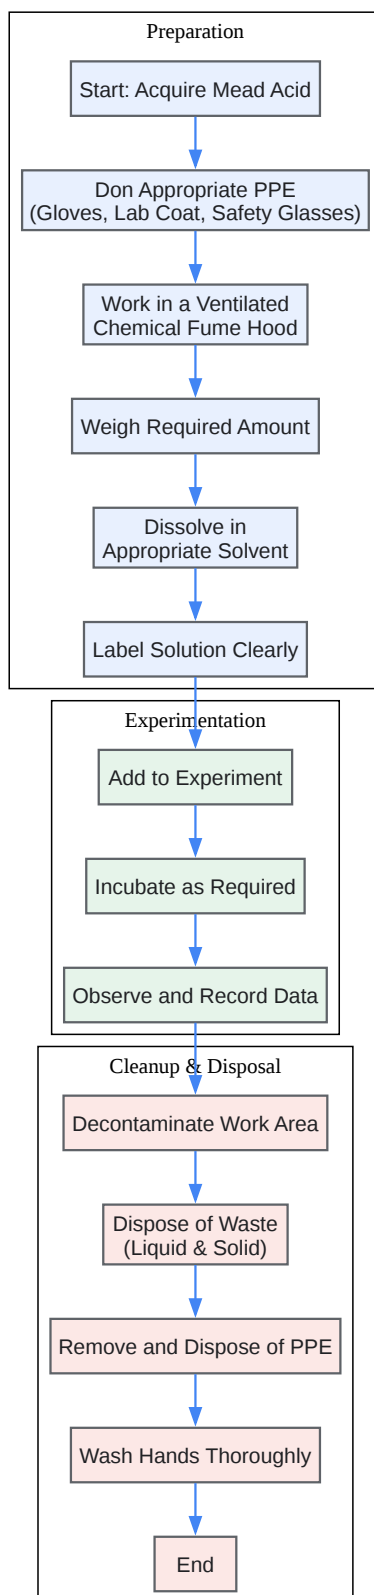 Preparation
Start: Acquire Mead Acid
Don Appropriate PPE
(Gloves, Lab Coat, Safety Glasses)
Work in a Ventilated
Chemical Fume Hood
Weigh Required Amount
Dissolve in
Appropriate Solvent
Label Solution Clearly
Experimentation
Add to Experiment
Incubate as Required
Observe and Record Data
Cleanup & Disposal
Decontaminate Work Area
Dispose of Waste
(Liquid & Solid)
Remove and Dispose of PPE
Wash Hands Thoroughly
End